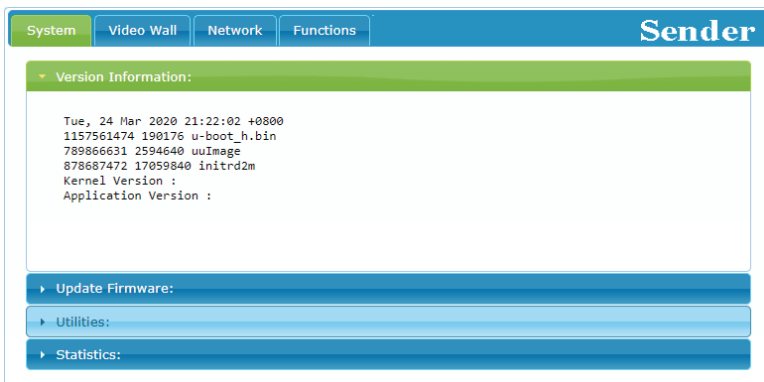 System Video Wall Network Functions Sender
Version Information:
Tue, 24 Mar 2020 21:22:02 +0800
1157561474 190176 u-boot_h.bin
789866631 2594640 uuImage
878687472 17059840 initrd2m
Kernel Version :
Application Version :
Update Firmware:
Utilities:
Statistics: